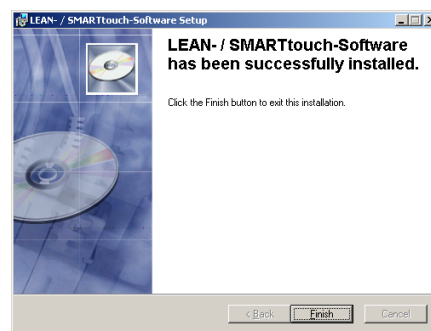 LEAN- / SMARTtouch-Software Setup
LEAN- / SMARTtouch-Software
has been successfully installed.
Click the Finish button to exit this installation.
< Back Finish Cancel